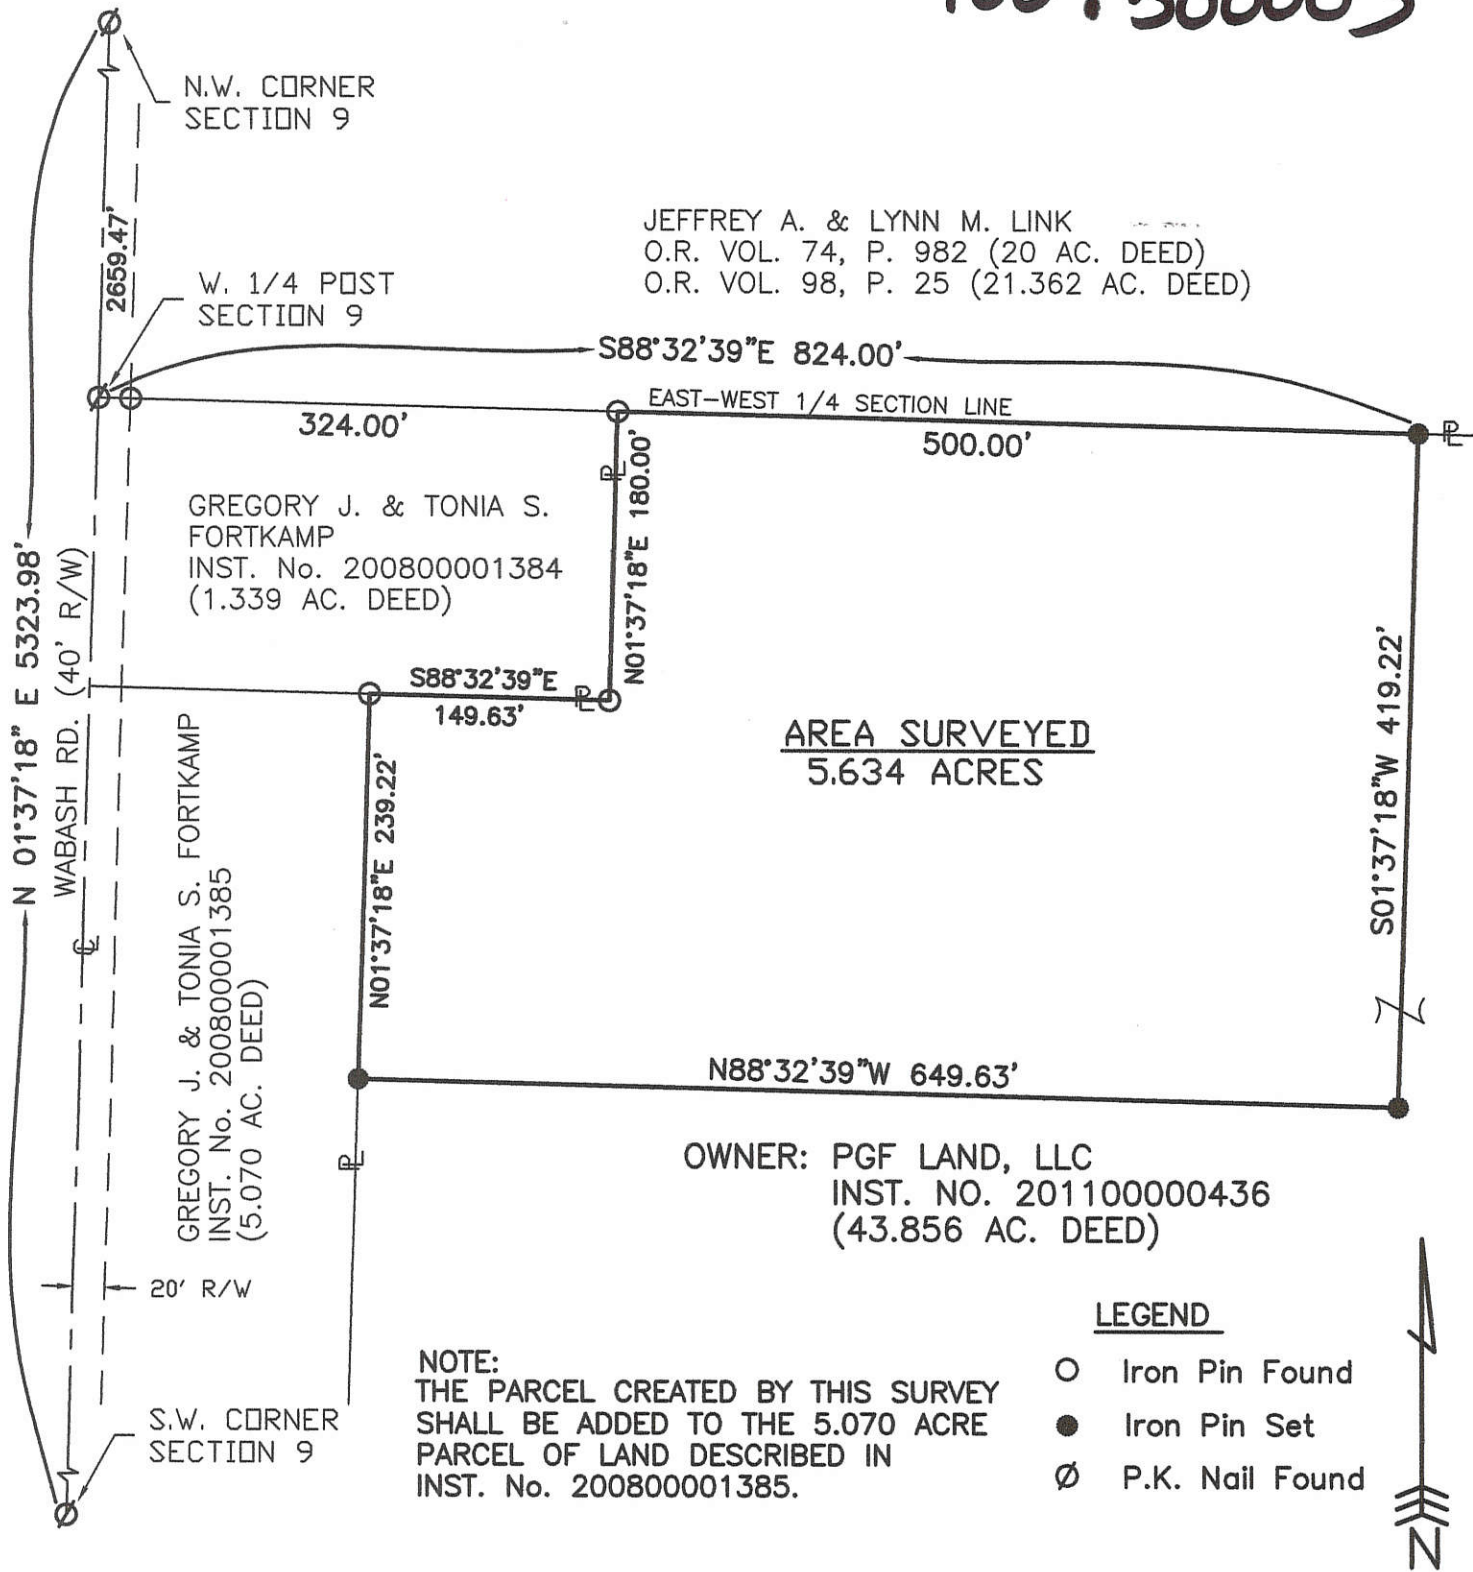 N.W. CORNER
SECTION 9
2659.47'
JEFFREY A. & LYNN M. LINK
O.R. VOL. 74, P. 982 (20 AC. DEED)
O.R. VOL. 98, P. 25 (21.362 AC. DEED)
W. 1/4 POST
SECTION 9
S88°32'39"E 824.00'
EAST-WEST 1/4 SECTION LINE
324.00'
500.00'
PL
PL
N01°37'18"E 180.00'
GREGORY J. & TONIA S.
FORTKAMP
INST. No. 200800001384
(1.339 AC. DEED)
N 01°37'18" E 5323.98'
WABASH RD. (40' R/W)
CL
S88°32'39"E
149.63'
PL
AREA SURVEYED
5.634 ACRES
S01°37'18"W 419.22'
N01°37'18"E 239.22'
GREGORY J. & TONIA S. FORTKAMP
INST. No. 200800001385
(5.070 AC. DEED)
N88°32'39"W 649.63'
PL
OWNER: PGF LAND, LLC
INST. NO. 201100000436
(43.856 AC. DEED)
20' R/W
LEGEND
Iron Pin Found
Iron Pin Set
P.K. Nail Found
NOTE:
THE PARCEL CREATED BY THIS SURVEY
SHALL BE ADDED TO THE 5.070 ACRE
PARCEL OF LAND DESCRIBED IN
INST. No. 200800001385.
S.W. CORNER
SECTION 9
N